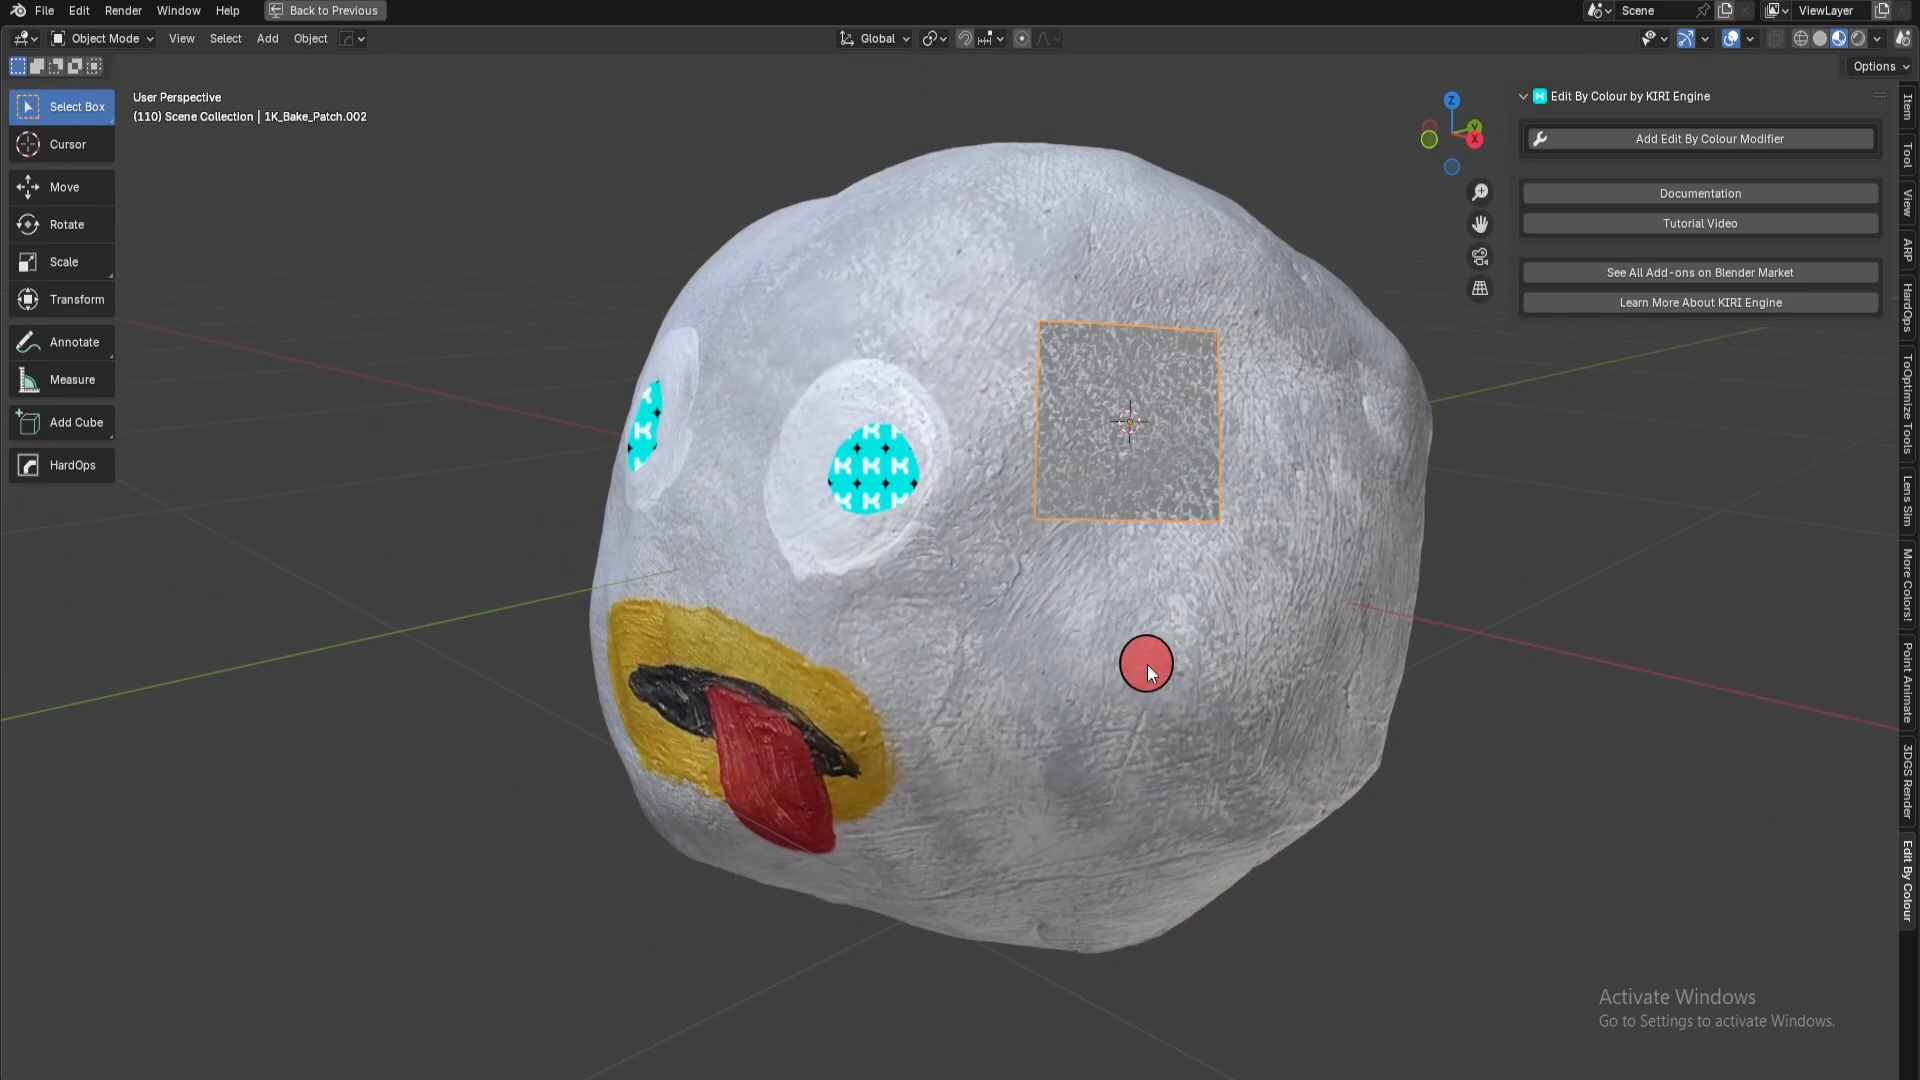 File Edit Render Window Help Back to Previous Scene ViewLayer
Object Mode View Select Add Object Global
Options
Select Box
Cursor
Move
Rotate
Scale
Transform
Annotate
Measure
Add Cube
HardOps
User Perspective
(110) Scene Collection | 1K_Bake_Patch.002
Z
Y
X
Edit By Colour by KIRI Engine
Add Edit By Colour Modifier
Documentation
Tutorial Video
See All Add-ons on Blender Market
Learn More About KIRI Engine
Item
Tool
View
ARP
HardOps
ToOptimize Tools
Lens Sim
More Colors!
Point Animate
3DGS Render
Edit By Colour
K
K
K K K
Activate Windows
Go to Settings to activate Windows.